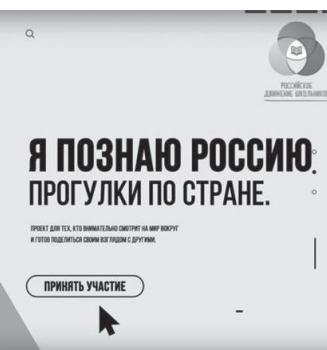 РОССИЙСКОЕ
ДВИЖЕНИЕ ШКОЛЬНИКОВ
Я ПОЗНАЮ РОССИЮ.
ПРОГУЛКИ ПО СТРАНЕ.
ПРОЕКТ ДЛЯ ТЕХ, КТО ВНИМАТЕЛЬНО СМОТРИТ НА МИР ВОКРУГ
И ГОТОВ ПОДЕЛИТЬСЯ СВОИМ ВЗГЛЯДОМ С ДРУГИМИ.
ПРИНЯТЬ УЧАСТИЕ